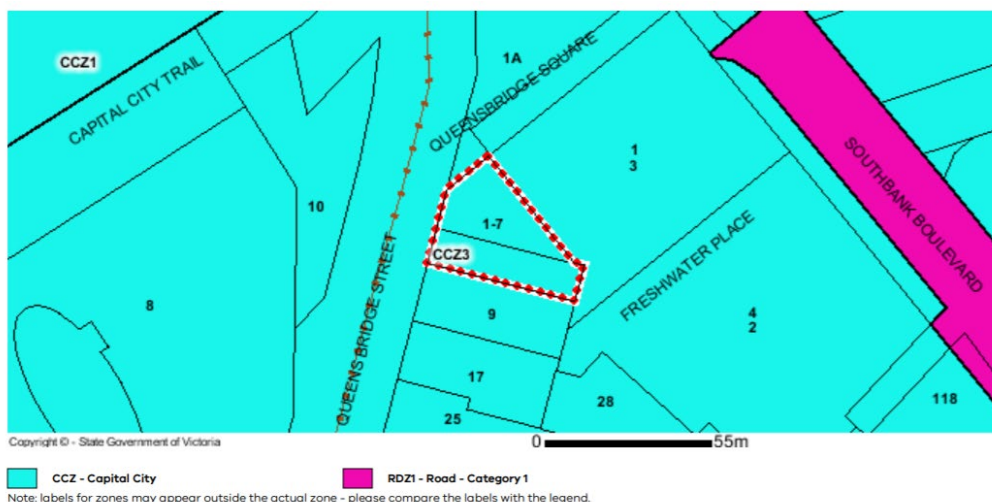 CCZ1
CAPITAL CITY TRAIL
1A
QUEENSBRIDGE SQUARE
1
3
SOUTHBANK BOULEVARD
10
1-7
CCZ3
QUEENS BRIDGE STREET
FRESHWATER PLACE
8
9
4
2
17
25
28
118
Copyright © - State Government of Victoria
0 55m
CCZ - Capital City
RDZ1 - Road - Category 1
Note: labels for zones may appear outside the actual zone - please compare the labels with the legend.